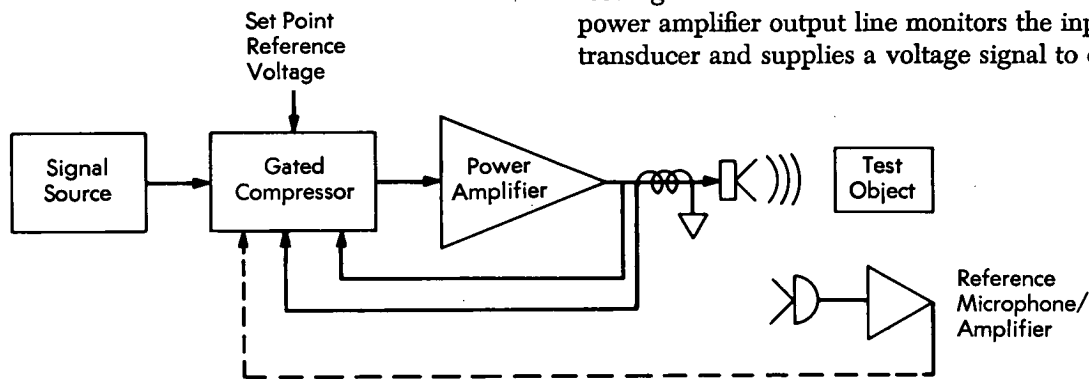 power amplifier output line monitors the inp
transducer and supplies a voltage signal to
Set Point
Reference
Voltage
Signal
Source
Gated
Compressor
Power
Amplifier
Test
Object
Reference
Microphone/
Amplifier